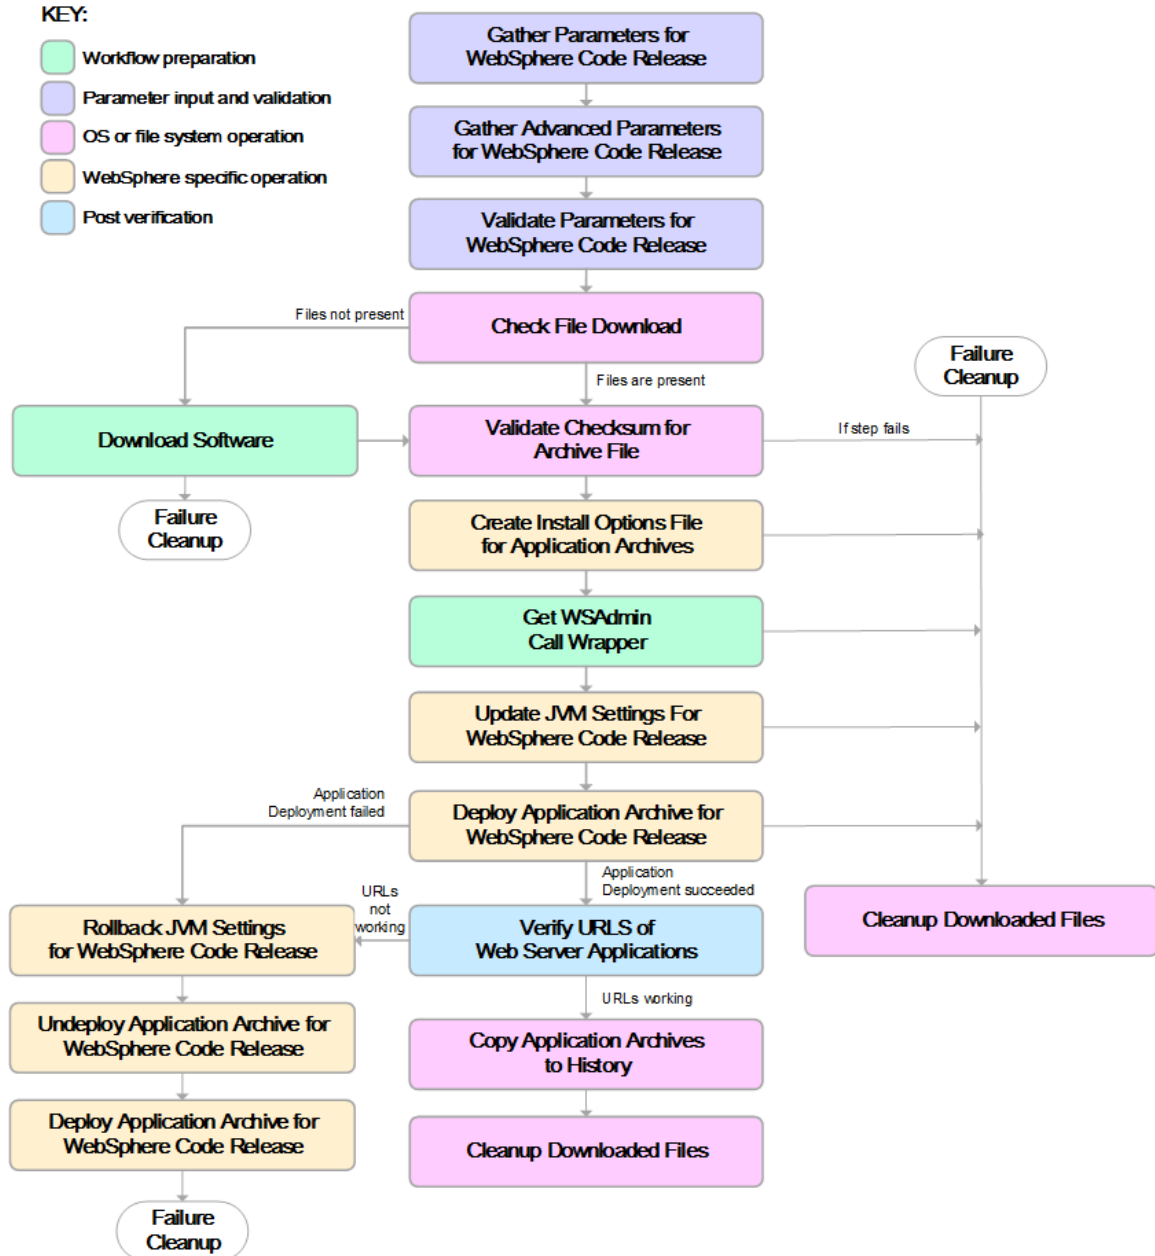 KEY:
Workflow preparation
Parameter input and validation
OS or file system operation
WebSphere specific operation
Post verification
Gather Parameters for
WebSphere Code Release
Gather Advanced Parameters
for WebSphere Code Release
Validate Parameters for
WebSphere Code Release
Files not present
Check File Download
Files are present
Failure
Cleanup
Download Software
Validate Checksum for
Archive File
If step fails
Failure
Cleanup
Create Install Options File
for Application Archives
Get WSAdmin
Call Wrapper
Update JVM Settings For
WebSphere Code Release
Application
Deployment failed
Deploy Application Archive for
WebSphere Code Release
Application
Deployment succeeded
URLs
not
working
Rollback JVM Settings
for WebSphere Code Release
Verify URLS of
Web Server Applications
Cleanup Downloaded Files
URLs working
Undeploy Application Archive for
WebSphere Code Release
Copy Application Archives
to History
Deploy Application Archive for
WebSphere Code Release
Cleanup Downloaded Files
Failure
Cleanup